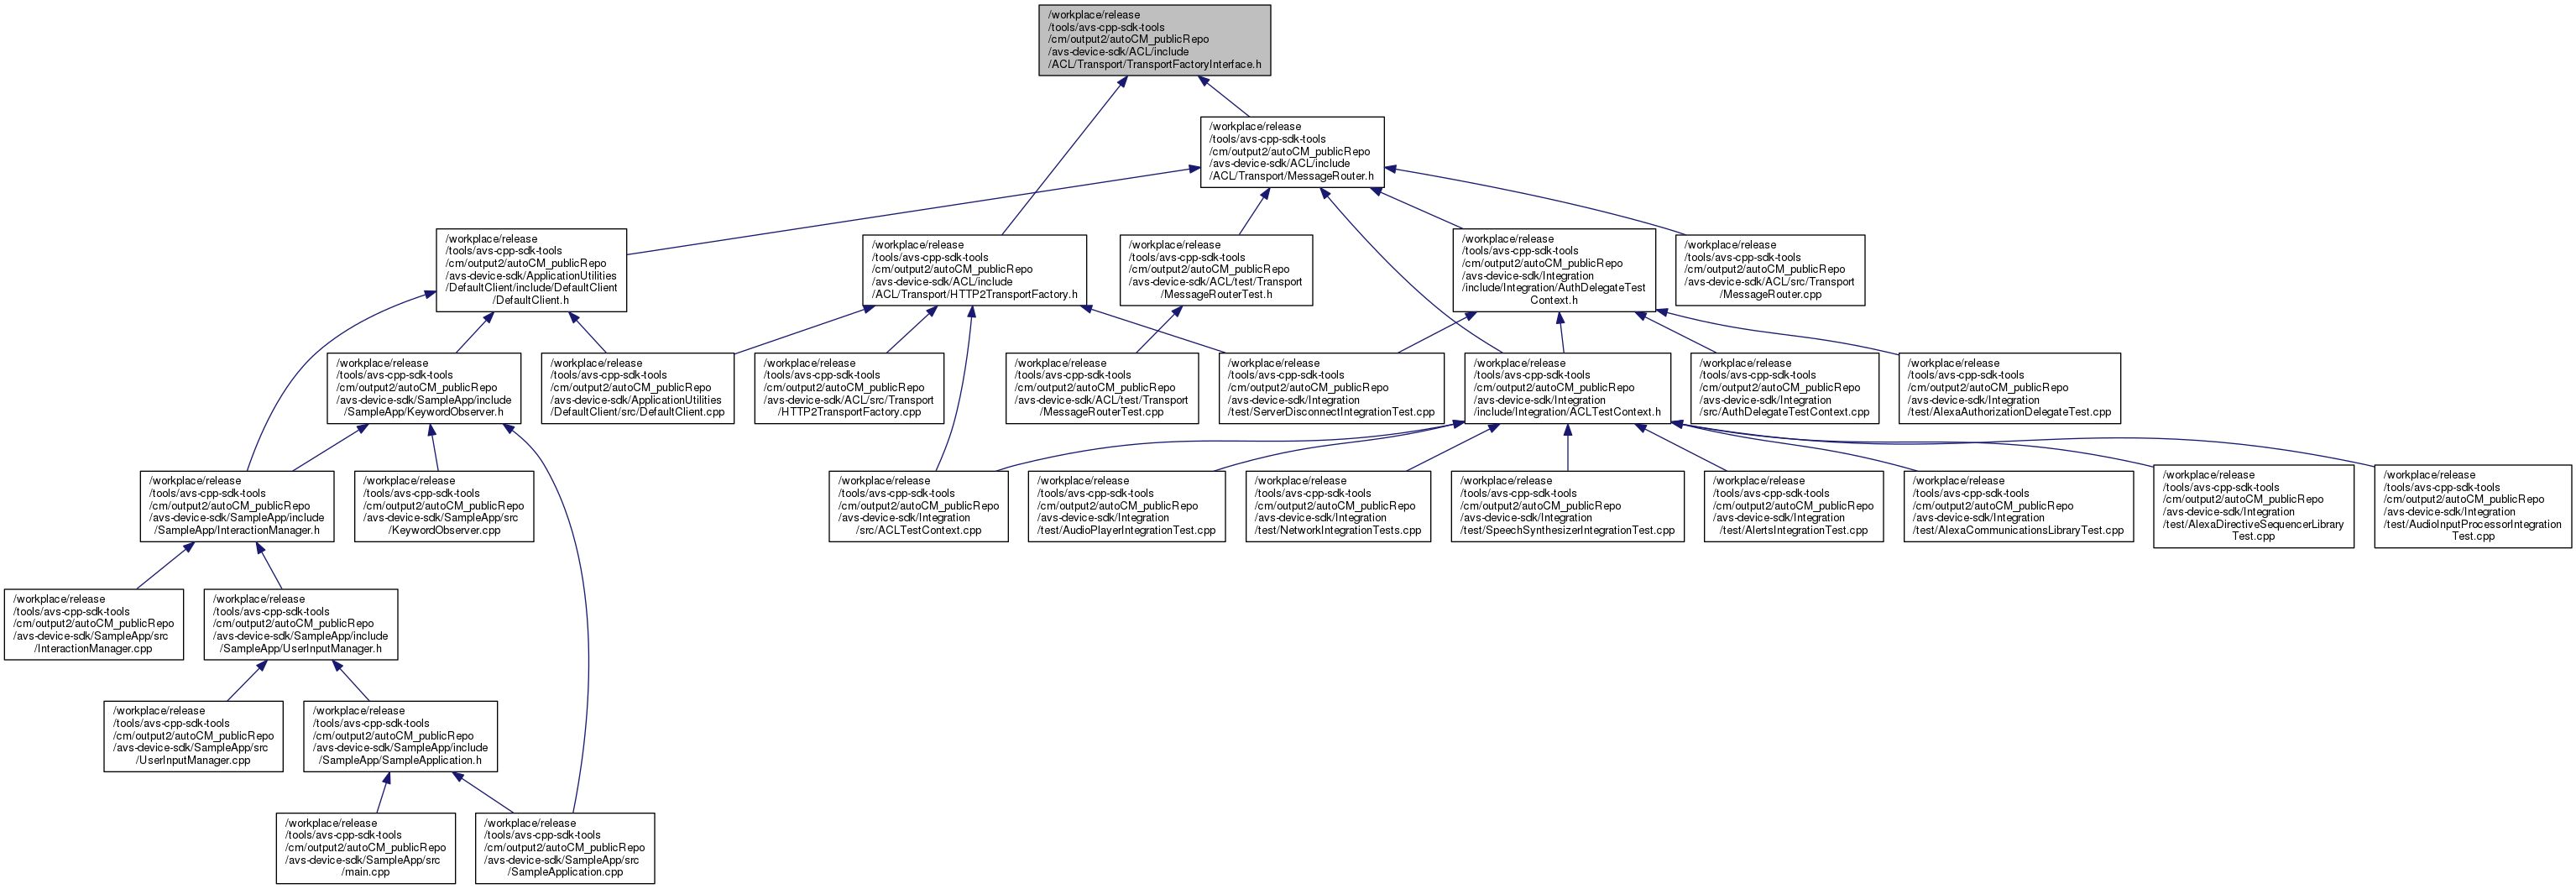 /workplace/release
/tools/avs-cpp-sdk-tools
/cm/output2/autoCM_publicRepo
/avs-device-sdk/ACL/include
/ACL/Transport/TransportFactoryInterface.h
/workplace/release
/tools/avs-cpp-sdk-tools
/cm/output2/autoCM_publicRepo
/avs-device-sdk/ACL/include
/ACL/Transport/MessageRouter.h
/workplace/release
/tools/avs-cpp-sdk-tools
/cm/output2/autoCM_publicRepo
/avs-device-sdk/ApplicationUtilities
/DefaultClient/include/DefaultClient
/DefaultClient.h
/workplace/release
/tools/avs-cpp-sdk-tools
/cm/output2/autoCM_publicRepo
/avs-device-sdk/ACL/include
/ACL/Transport/HTTP2TransportFactory.h
/workplace/release
/tools/avs-cpp-sdk-tools
/cm/output2/autoCM_publicRepo
/avs-device-sdk/ACL/test/Transport
/MessageRouterTest.h
/workplace/release
/tools/avs-cpp-sdk-tools
/cm/output2/autoCM_publicRepo
/avs-device-sdk/Integration
/include/Integration/AuthDelegateTest
Context.h
/workplace/release
/tools/avs-cpp-sdk-tools
/cm/output2/autoCM_publicRepo
/avs-device-sdk/ACL/src/Transport
/MessageRouter.cpp
/workplace/release
/tools/avs-cpp-sdk-tools
/cm/output2/autoCM_publicRepo
/avs-device-sdk/SampleApp/include
/SampleApp/KeywordObserver.h
/workplace/release
/tools/avs-cpp-sdk-tools
/cm/output2/autoCM_publicRepo
/avs-device-sdk/ApplicationUtilities
/DefaultClient/src/DefaultClient.cpp
/workplace/release
/tools/avs-cpp-sdk-tools
/cm/output2/autoCM_publicRepo
/avs-device-sdk/ACL/src/Transport
/HTTP2TransportFactory.cpp
/workplace/release
/tools/avs-cpp-sdk-tools
/cm/output2/autoCM_publicRepo
/avs-device-sdk/ACL/test/Transport
/MessageRouterTest.cpp
/workplace/release
/tools/avs-cpp-sdk-tools
/cm/output2/autoCM_publicRepo
/avs-device-sdk/Integration
/test/ServerDisconnectIntegrationTest.cpp
/workplace/release
/tools/avs-cpp-sdk-tools
/cm/output2/autoCM_publicRepo
/avs-device-sdk/Integration
/include/Integration/ACLTestContext.h
/workplace/release
/tools/avs-cpp-sdk-tools
/cm/output2/autoCM_publicRepo
/avs-device-sdk/Integration
/src/AuthDelegateTestContext.cpp
/workplace/release
/tools/avs-cpp-sdk-tools
/cm/output2/autoCM_publicRepo
/avs-device-sdk/Integration
/test/AlexaAuthorizationDelegateTest.cpp
/workplace/release
/tools/avs-cpp-sdk-tools
/cm/output2/autoCM_publicRepo
/avs-device-sdk/SampleApp/include
/SampleApp/InteractionManager.h
/workplace/release
/tools/avs-cpp-sdk-tools
/cm/output2/autoCM_publicRepo
/avs-device-sdk/SampleApp/src
/KeywordObserver.cpp
/workplace/release
/tools/avs-cpp-sdk-tools
/cm/output2/autoCM_publicRepo
/avs-device-sdk/Integration
/src/ACLTestContext.cpp
/workplace/release
/tools/avs-cpp-sdk-tools
/cm/output2/autoCM_publicRepo
/avs-device-sdk/Integration
/test/AudioPlayerIntegrationTest.cpp
/workplace/release
/tools/avs-cpp-sdk-tools
/cm/output2/autoCM_publicRepo
/avs-device-sdk/Integration
/test/NetworkIntegrationTests.cpp
/workplace/release
/tools/avs-cpp-sdk-tools
/cm/output2/autoCM_publicRepo
/avs-device-sdk/Integration
/test/SpeechSynthesizerIntegrationTest.cpp
/workplace/release
/tools/avs-cpp-sdk-tools
/cm/output2/autoCM_publicRepo
/avs-device-sdk/Integration
/test/AlertsIntegrationTest.cpp
/workplace/release
/tools/avs-cpp-sdk-tools
/cm/output2/autoCM_publicRepo
/avs-device-sdk/Integration
/test/AlexaCommunicationsLibraryTest.cpp
/workplace/release
/tools/avs-cpp-sdk-tools
/cm/output2/autoCM_publicRepo
/avs-device-sdk/Integration
/test/AlexaDirectiveSequencerLibrary
Test.cpp
/workplace/release
/tools/avs-cpp-sdk-tools
/cm/output2/autoCM_publicRepo
/avs-device-sdk/Integration
/test/AudioInputProcessorIntegration
Test.cpp
/workplace/release
/tools/avs-cpp-sdk-tools
/cm/output2/autoCM_publicRepo
/avs-device-sdk/SampleApp/src
/InteractionManager.cpp
/workplace/release
/tools/avs-cpp-sdk-tools
/cm/output2/autoCM_publicRepo
/avs-device-sdk/SampleApp/include
/SampleApp/UserInputManager.h
/workplace/release
/tools/avs-cpp-sdk-tools
/cm/output2/autoCM_publicRepo
/avs-device-sdk/SampleApp/src
/UserInputManager.cpp
/workplace/release
/tools/avs-cpp-sdk-tools
/cm/output2/autoCM_publicRepo
/avs-device-sdk/SampleApp/include
/SampleApp/SampleApplication.h
/workplace/release
/tools/avs-cpp-sdk-tools
/cm/output2/autoCM_publicRepo
/avs-device-sdk/SampleApp/src
/main.cpp
/workplace/release
/tools/avs-cpp-sdk-tools
/cm/output2/autoCM_publicRepo
/avs-device-sdk/SampleApp/src
/SampleApplication.cpp